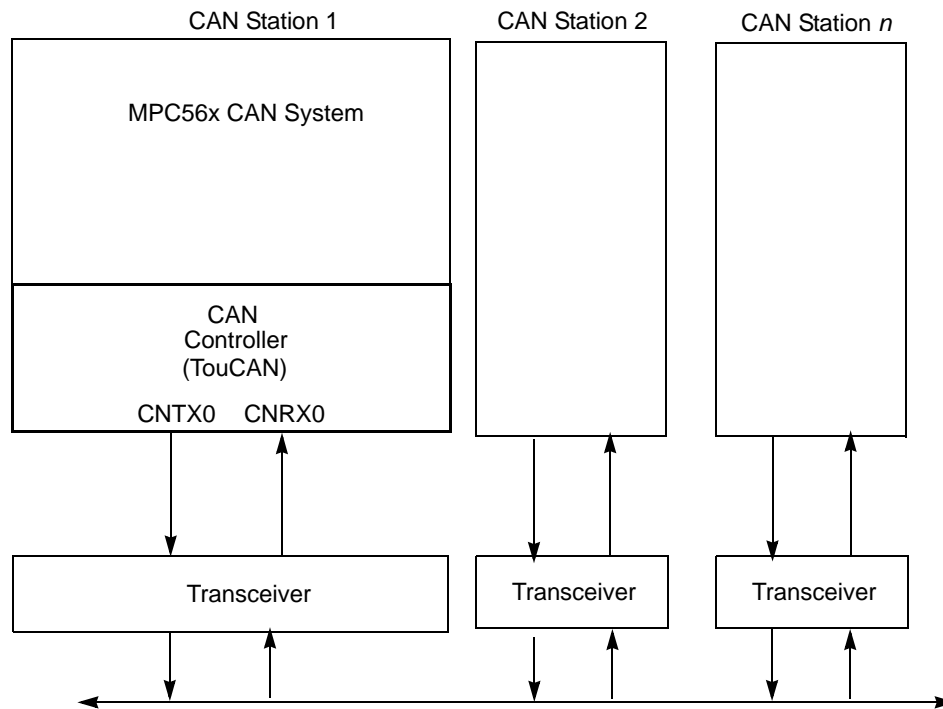 CAN Station 1
CAN Station 2
CAN Station n
MPC56x CAN System
CAN
Controller
(TouCAN)
CNTX0 CNRX0
Transceiver
Transceiver
Transceiver